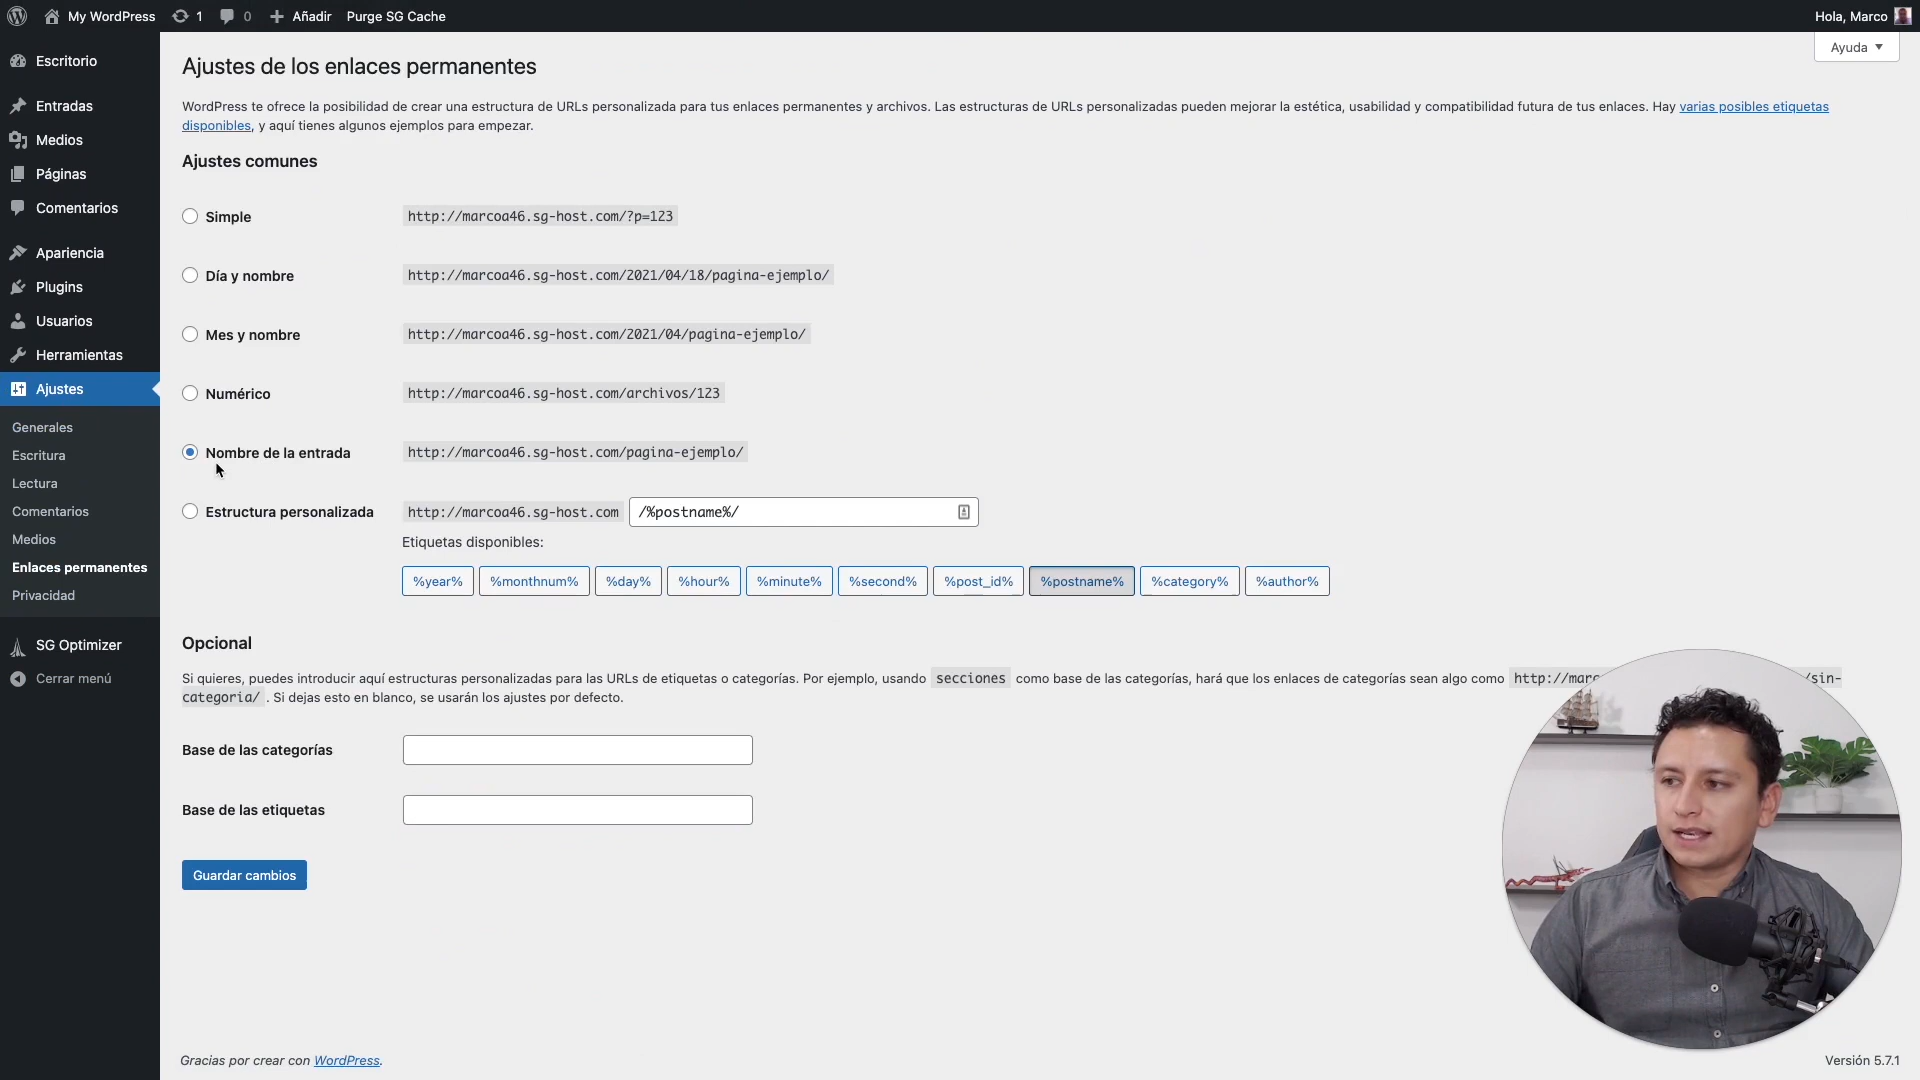 My WordPress 1 0 Añadir Purge SG Cache Hola, Marco
Ayuda
Escritorio
Entradas
Medios
Páginas
Comentarios
Apariencia
Plugins
Usuarios
Herramientas
Ajustes
Generales
Escritura
Lectura
Comentarios
Medios
Enlaces permanentes
Privacidad
SG Optimizer
Cerrar menú
Ajustes de los enlaces permanentes
WordPress te ofrece la posibilidad de crear una estructura de URLs personalizada para tus enlaces permanentes y archivos. Las estructuras de URLs personalizadas pueden mejorar la estética, usabilidad y compatibilidad futura de tus enlaces. Hay varias posibles etiquetas
disponibles, y aquí tienes algunos ejemplos para empezar.
Ajustes comunes
Simple http://marcoa46.sg-host.com/?p=123
Día y nombre http://marcoa46.sg-host.com/2021/04/18/pagina-ejemplo/
Mes y nombre http://marcoa46.sg-host.com/2021/04/pagina-ejemplo/
Numérico http://marcoa46.sg-host.com/archivos/123
Nombre de la entrada http://marcoa46.sg-host.com/pagina-ejemplo/
Estructura personalizada http://marcoa46.sg-host.com /%postname%/
Etiquetas disponibles:
%year% %monthnum% %day% %hour% %minute% %second% %post_id% %postname% %category% %author%
Opcional
Si quieres, puedes introducir aquí estructuras personalizadas para las URLs de etiquetas o categorías. Por ejemplo, usando secciones como base de las categorías, hará que los enlaces de categorías sean algo como http://marc /sin-
categoria/ . Si dejas esto en blanco, se usarán los ajustes por defecto.
Base de las categorías
Base de las etiquetas
Guardar cambios
Gracias por crear con WordPress.
Versión 5.7.1